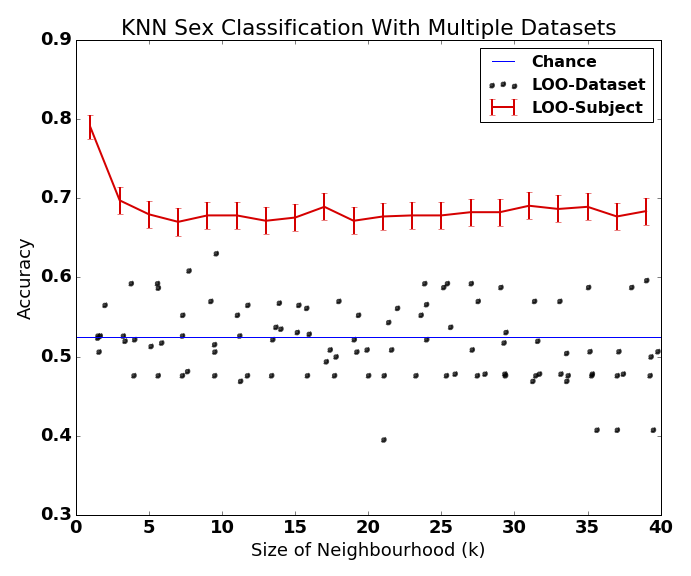 KNN Sex Classification With Multiple Datasets
Chance
LOO-Dataset
LOO-Subject
Accuracy
0.9
0.8
0.7
0.6
0.5
0.4
0.3
0 5 10 15 20 25 30 35 40
Size of Neighbourhood (k)